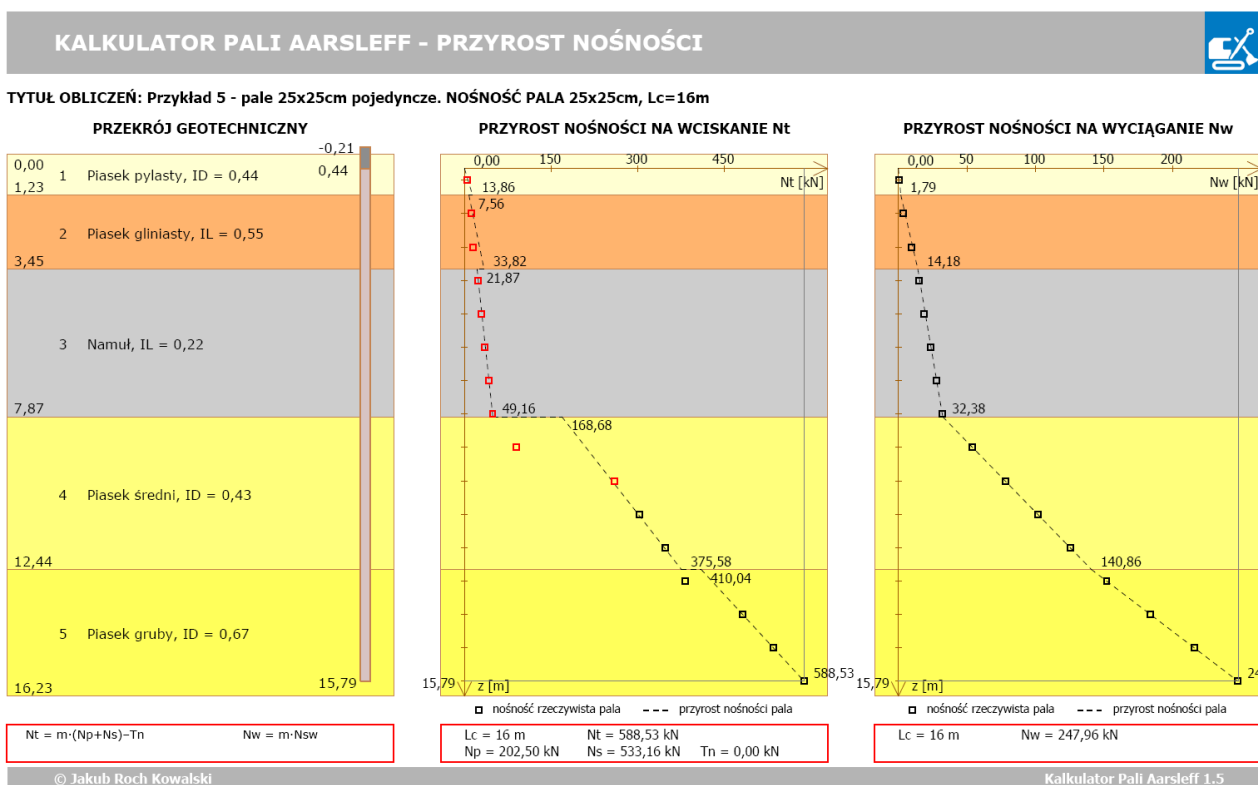 KALKULATOR PALI AARSLEFF - PRZYROST NOŚNOŚCI
TYTUŁ OBLICZEŃ: Przykład 5 - pale 25x25cm pojedyncze. NOŚNOŚĆ PALA 25x25cm, Lc=16m
PRZEKRÓJ GEOTECHNICZNY
-0,21
0,00
0,44
1 Piasek pylasty, ID = 0,44
1,23
2 Piasek gliniasty, IL = 0,55
3,45
3 Namuł, IL = 0,22
7,87
4 Piasek średni, ID = 0,43
12,44
5 Piasek gruby, ID = 0,67
16,23
15,79
PRZYROST NOŚNOŚCI NA WCISKANIE Nt
0,00 150 300 450
Nt [kN]
13,86
7,56
33,82
21,87
49,16
168,68
375,58
410,04
588,53
15,79 z [m]
nośność rzeczywista pala przyrost nośności pala
PRZYROST NOŚNOŚCI NA WYCIĄGANIE Nw
0,00 50 100 150 200
Nw [kN]
1,79
14,18
32,38
140,86
24
15,79 z [m]
nośność rzeczywista pala przyrost nośności pala
Nt = m·(Np+Ns)–Tn Nw = m·Nsw
Lc = 16 m Nt = 588,53 kN
Np = 202,50 kN Ns = 533,16 kN Tn = 0,00 kN
Lc = 16 m Nw = 247,96 kN
© Jakub Roch Kowalski
Kalkulator Pali Aarsleff 1.5